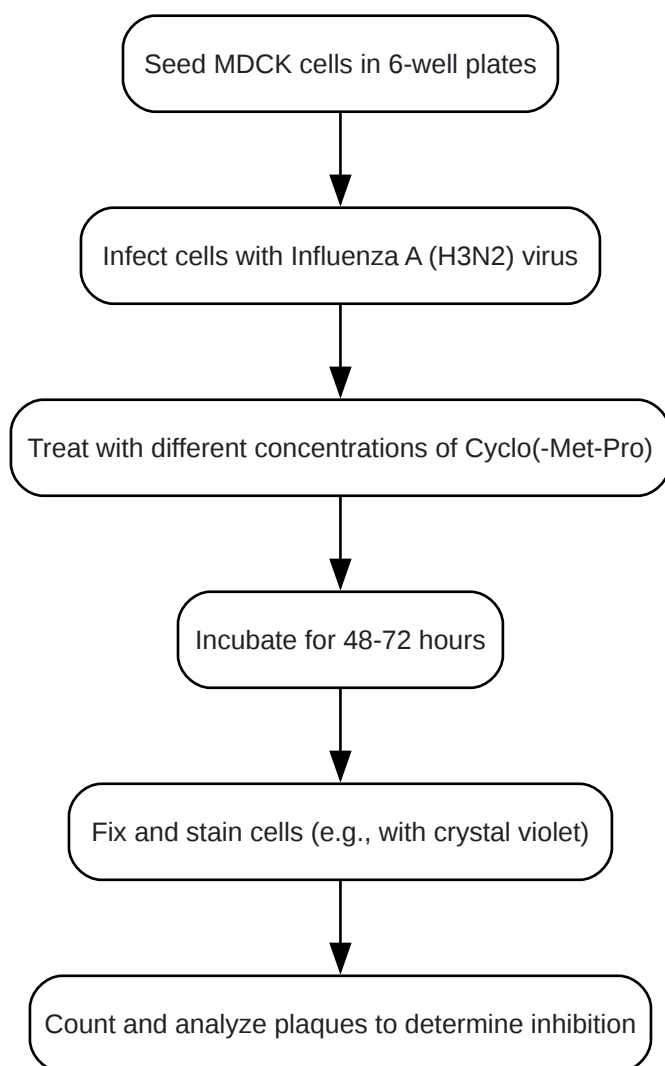 Seed MDCK cells in 6-well plates
Infect cells with Influenza A (H3N2) virus
Treat with different concentrations of Cyclo(-Met-Pro)
Incubate for 48-72 hours
Fix and stain cells (e.g., with crystal violet)
Count and analyze plaques to determine inhibition